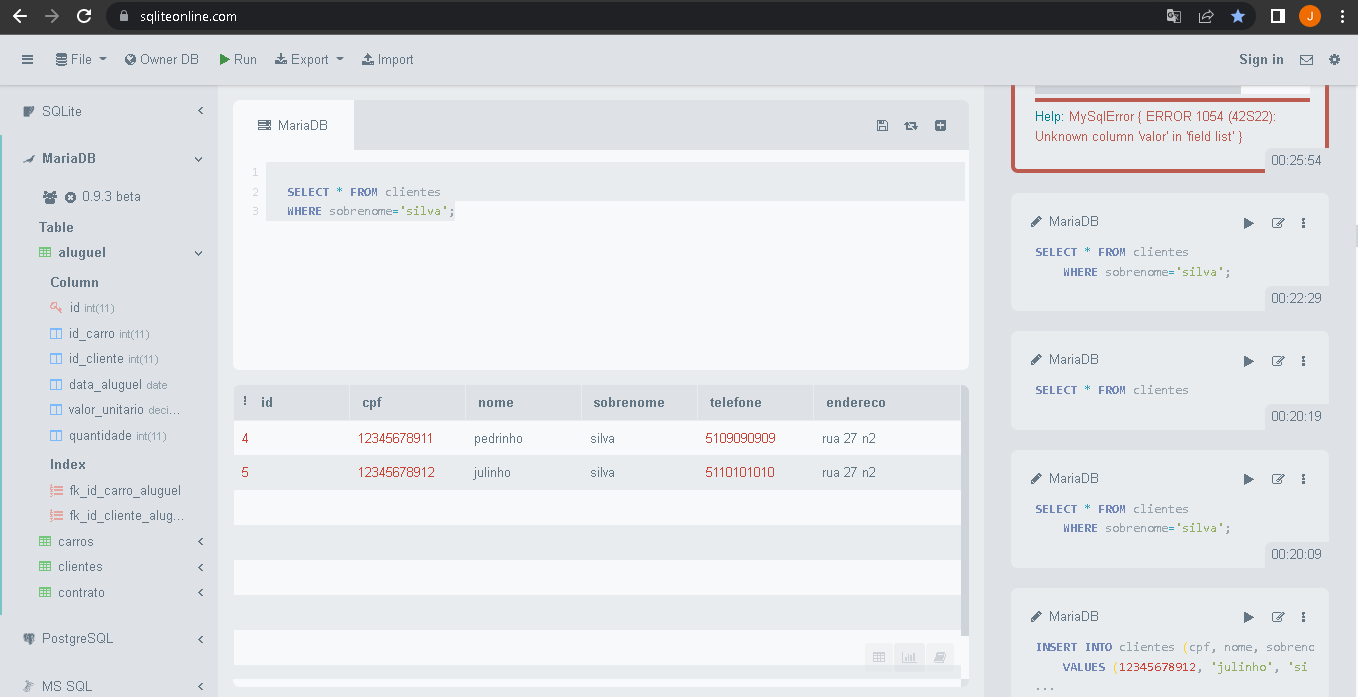 sqliteonline.com
J
File
Owner DB
Run
Export
Import
Sign in
SQLite
MariaDB
0.9.3 beta
Table
aluguel
Column
id int(11)
id_carro int(11)
id_cliente int(11)
data_aluguel date
valor_unitario deci...
quantidade int(11)
Index
fk_id_carro_aluguel
fk_id_cliente_alug...
carros
clientes
contrato
PostgreSQL
MS SQL
MariaDB
1
2 SELECT * FROM clientes
3 WHERE sobrenome='silva';
! id cpf nome sobrenome telefone endereco
4 12345678911 pedrinho silva 5109090909 rua 27 n2
5 12345678912 julinho silva 5110101010 rua 27 n2
Help: MySqlError { ERROR 1054 (42S22):
Unknown column 'valor' in 'field list' }
00:25:54
MariaDB
SELECT * FROM clientes
WHERE sobrenome='silva';
00:22:29
MariaDB
SELECT * FROM clientes
00:20:19
MariaDB
SELECT * FROM clientes
WHERE sobrenome='silva';
00:20:09
MariaDB
INSERT INTO clientes (cpf, nome, sobreno
VALUES (12345678912, 'julinho', 'si
...